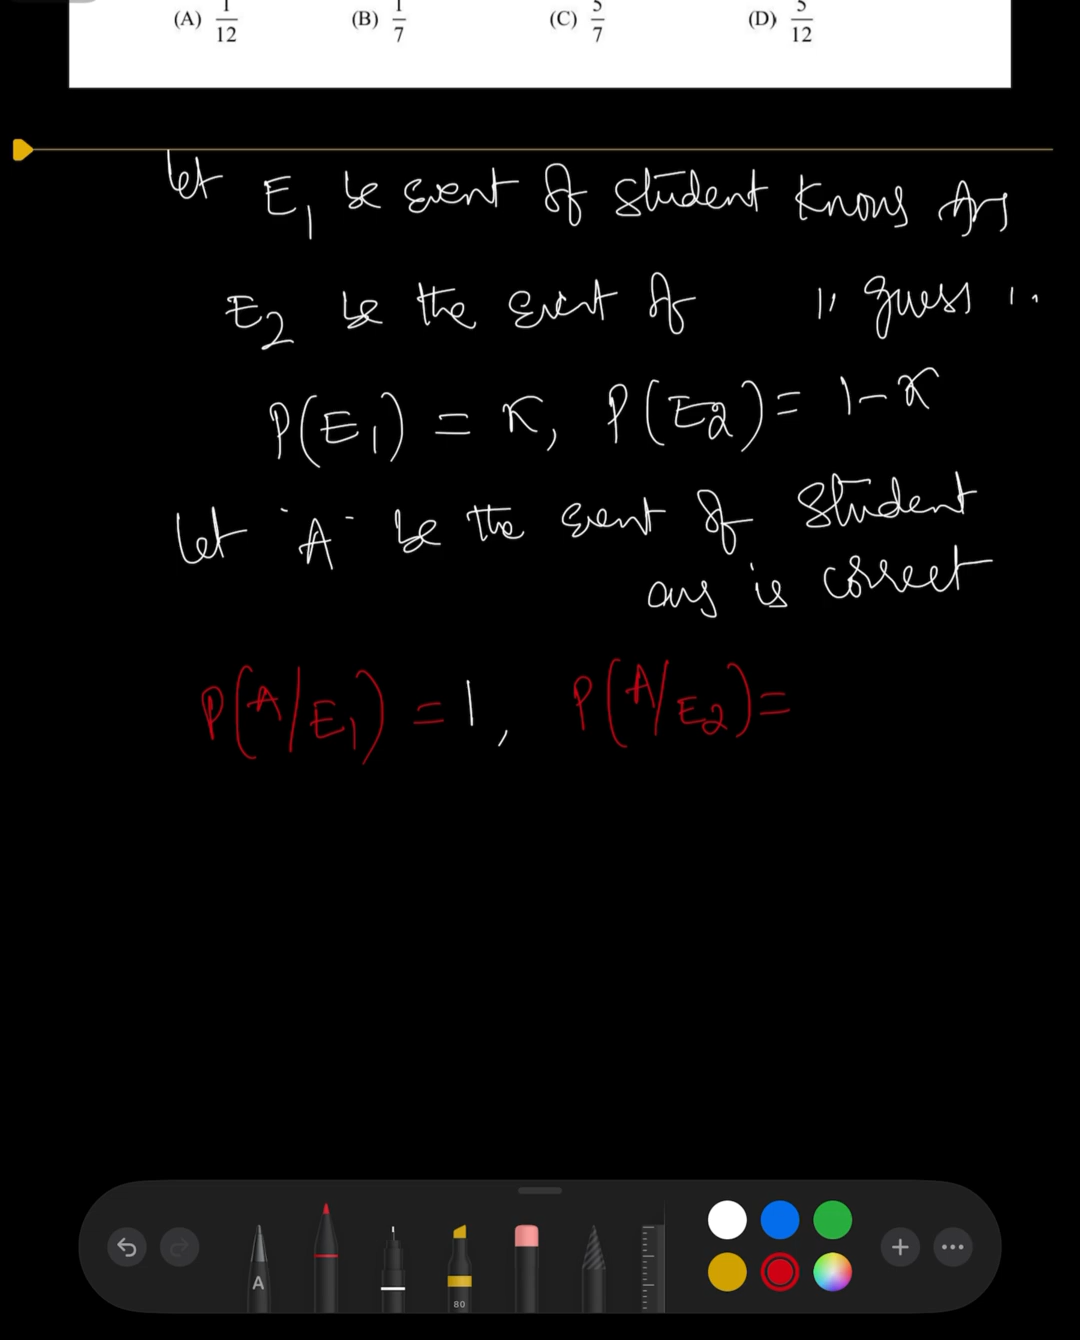 (A) 1/12 (B) 1/7 (C) 5/7 (D) 5/12
let E₁ be event of student knows Ans
E₂ be the event of 〃 guess 〃
P(E₁) = x, P(E₂) = 1-x
let "A" be the event of student
ans is correct
P(A/E₁) = 1, P(A/E₂) =
A
80